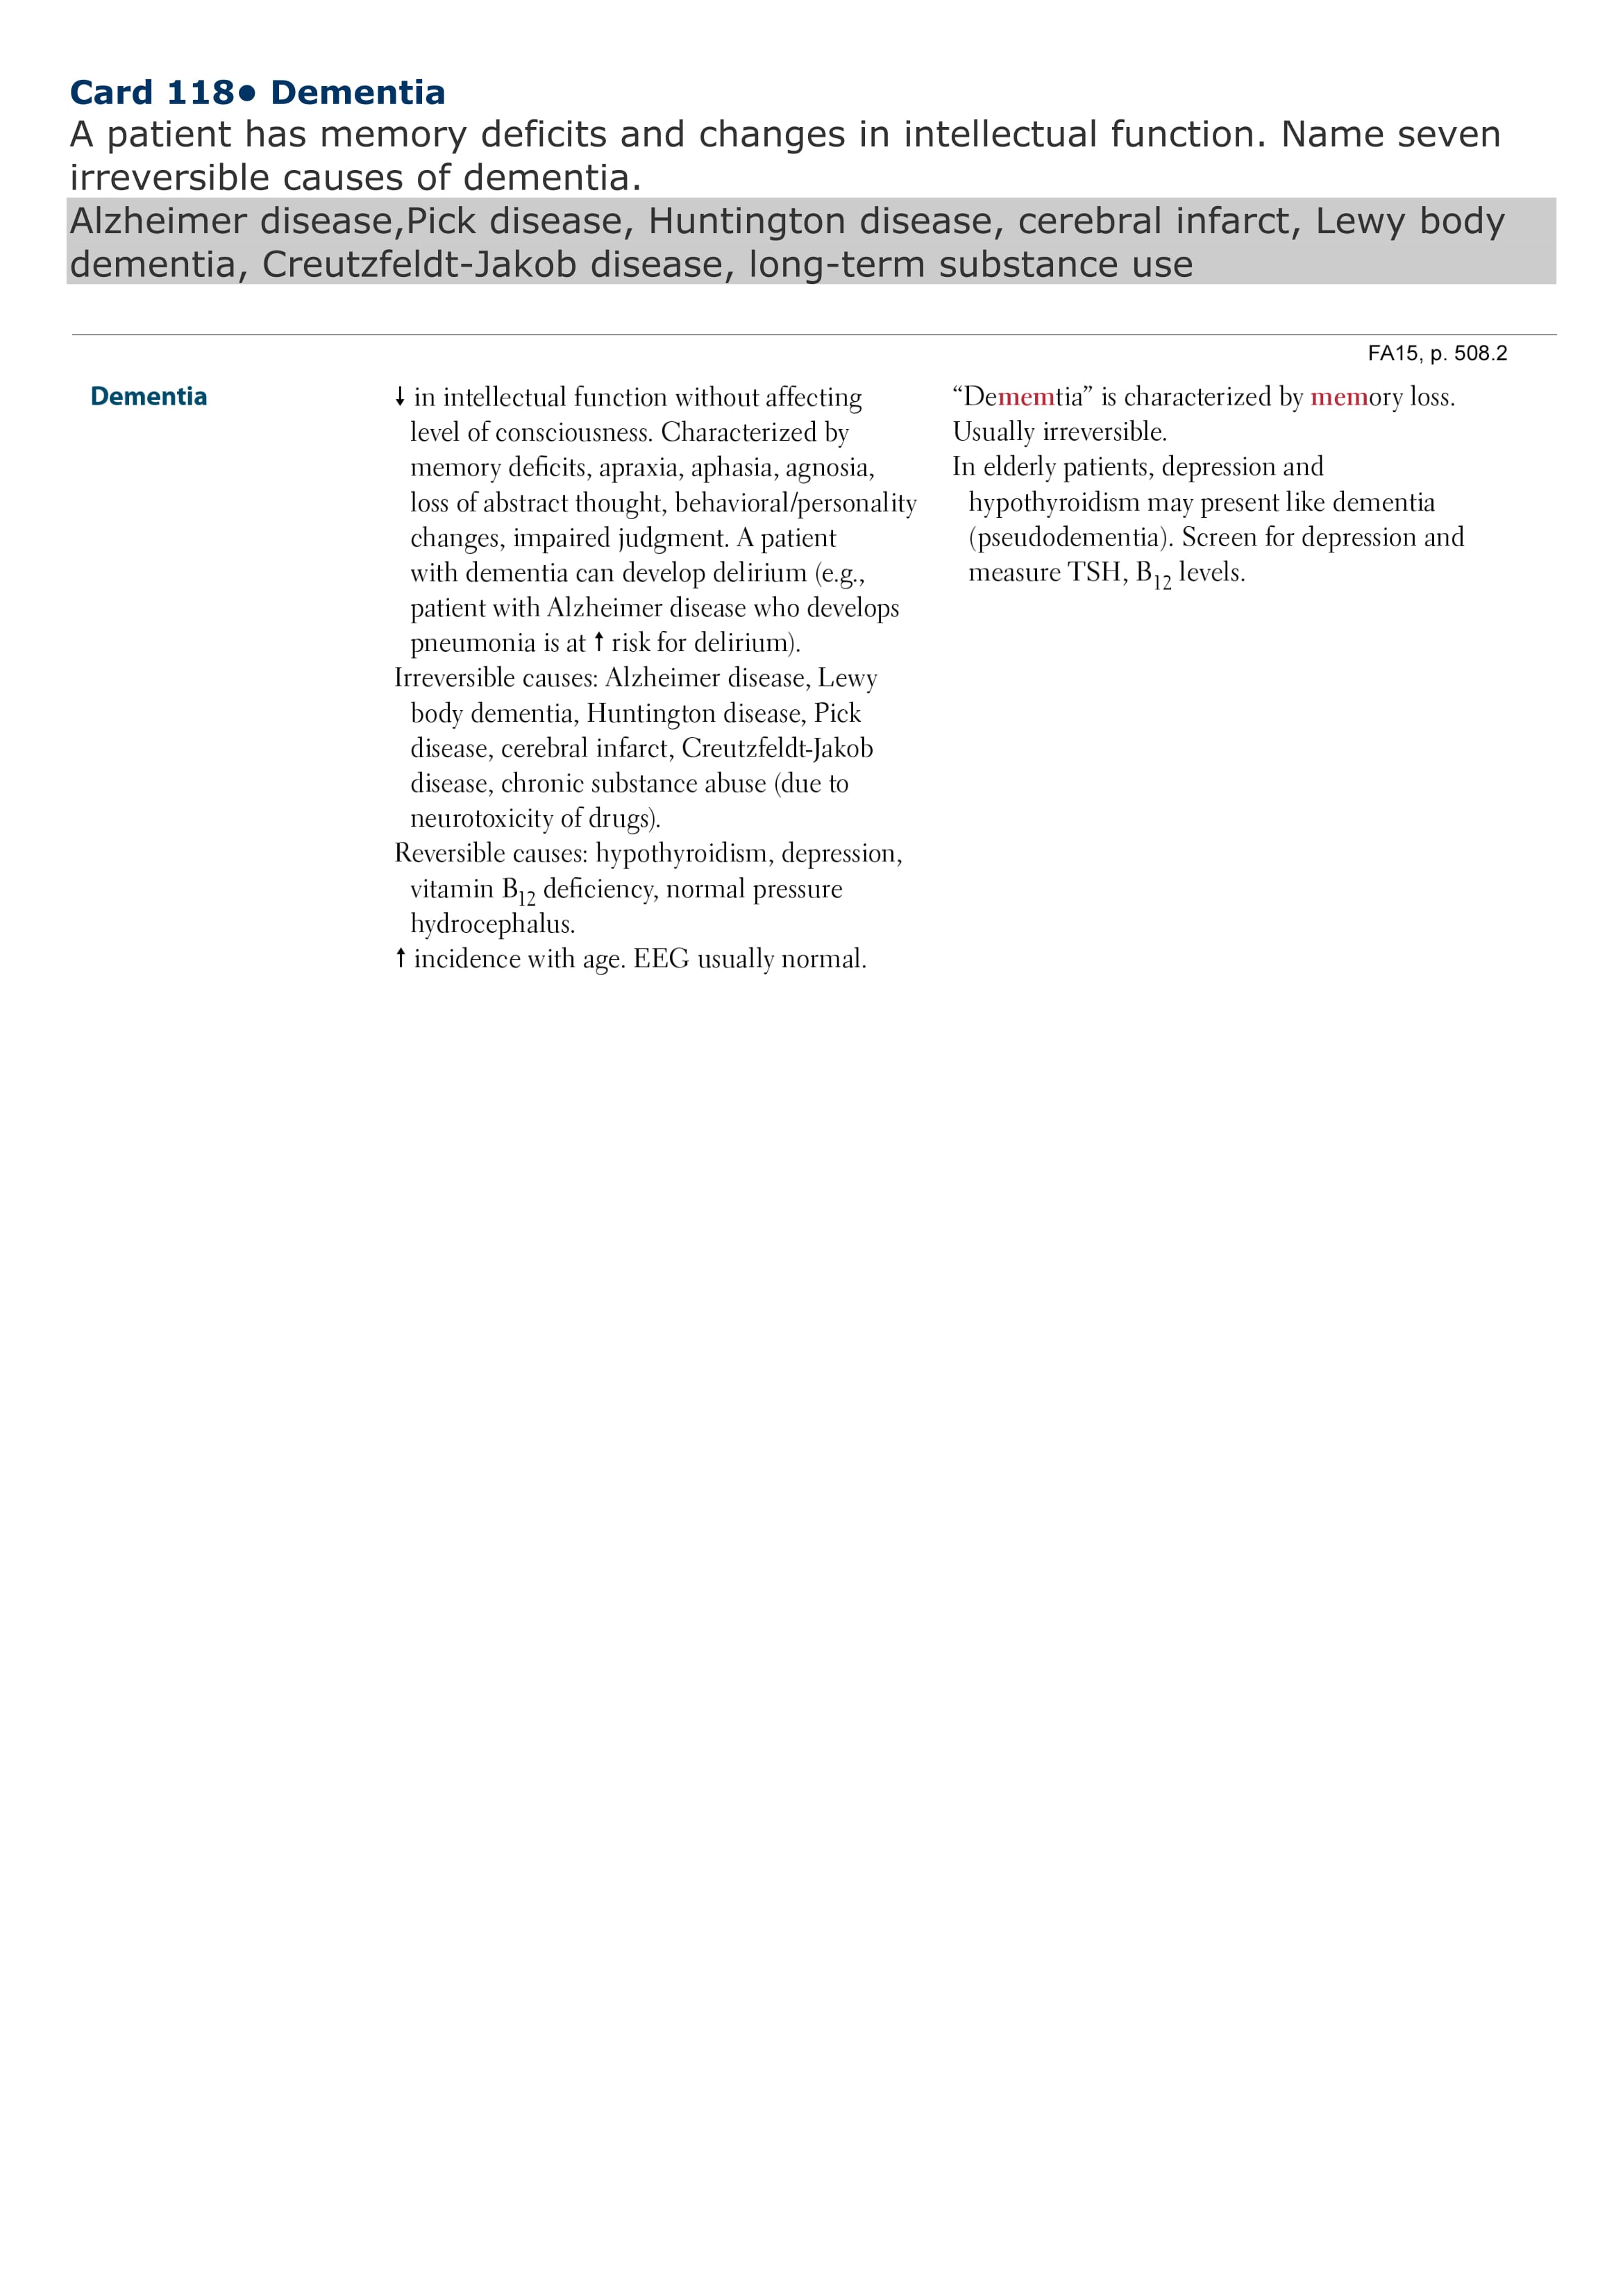 Card 118• Dementia
A patient has memory deficits and changes in intellectual function. Name seven
irreversible causes of dementia.
Alzheimer disease,Pick disease, Huntington disease, cerebral infarct, Lewy body
dementia, Creutzfeldt-Jakob disease, long-term substance use
FA15, p. 508.2
Dementia
↓ in intellectual function without affecting
level of consciousness. Characterized by
memory deficits, apraxia, aphasia, agnosia,
loss of abstract thought, behavioral/personality
changes, impaired judgment. A patient
with dementia can develop delirium (e.g.,
patient with Alzheimer disease who develops
pneumonia is at ↑ risk for delirium).
Irreversible causes: Alzheimer disease, Lewy
body dementia, Huntington disease, Pick
disease, cerebral infarct, Creutzfeldt-Jakob
disease, chronic substance abuse (due to
neurotoxicity of drugs).
Reversible causes: hypothyroidism, depression,
vitamin B12 deficiency, normal pressure
hydrocephalus.
↑ incidence with age. EEG usually normal.
“Dememtia” is characterized by memory loss.
Usually irreversible.
In elderly patients, depression and
hypothyroidism may present like dementia
(pseudodementia). Screen for depression and
measure TSH, B12 levels.